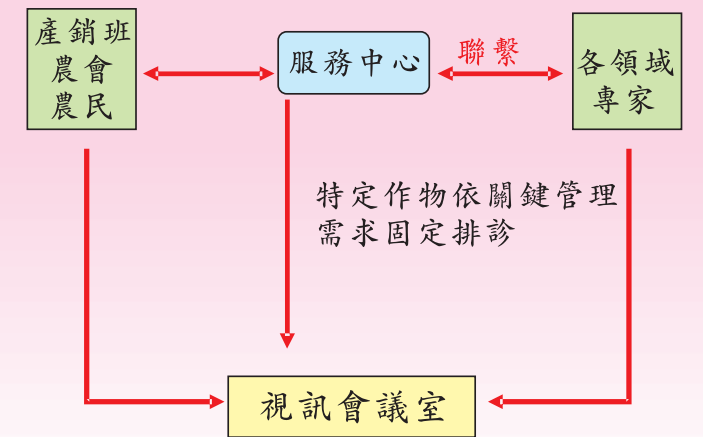 產銷班
農會
農民
服務中心
聯繫
各領域
專家
特定作物依關鍵管理
需求固定排診
視訊會議室